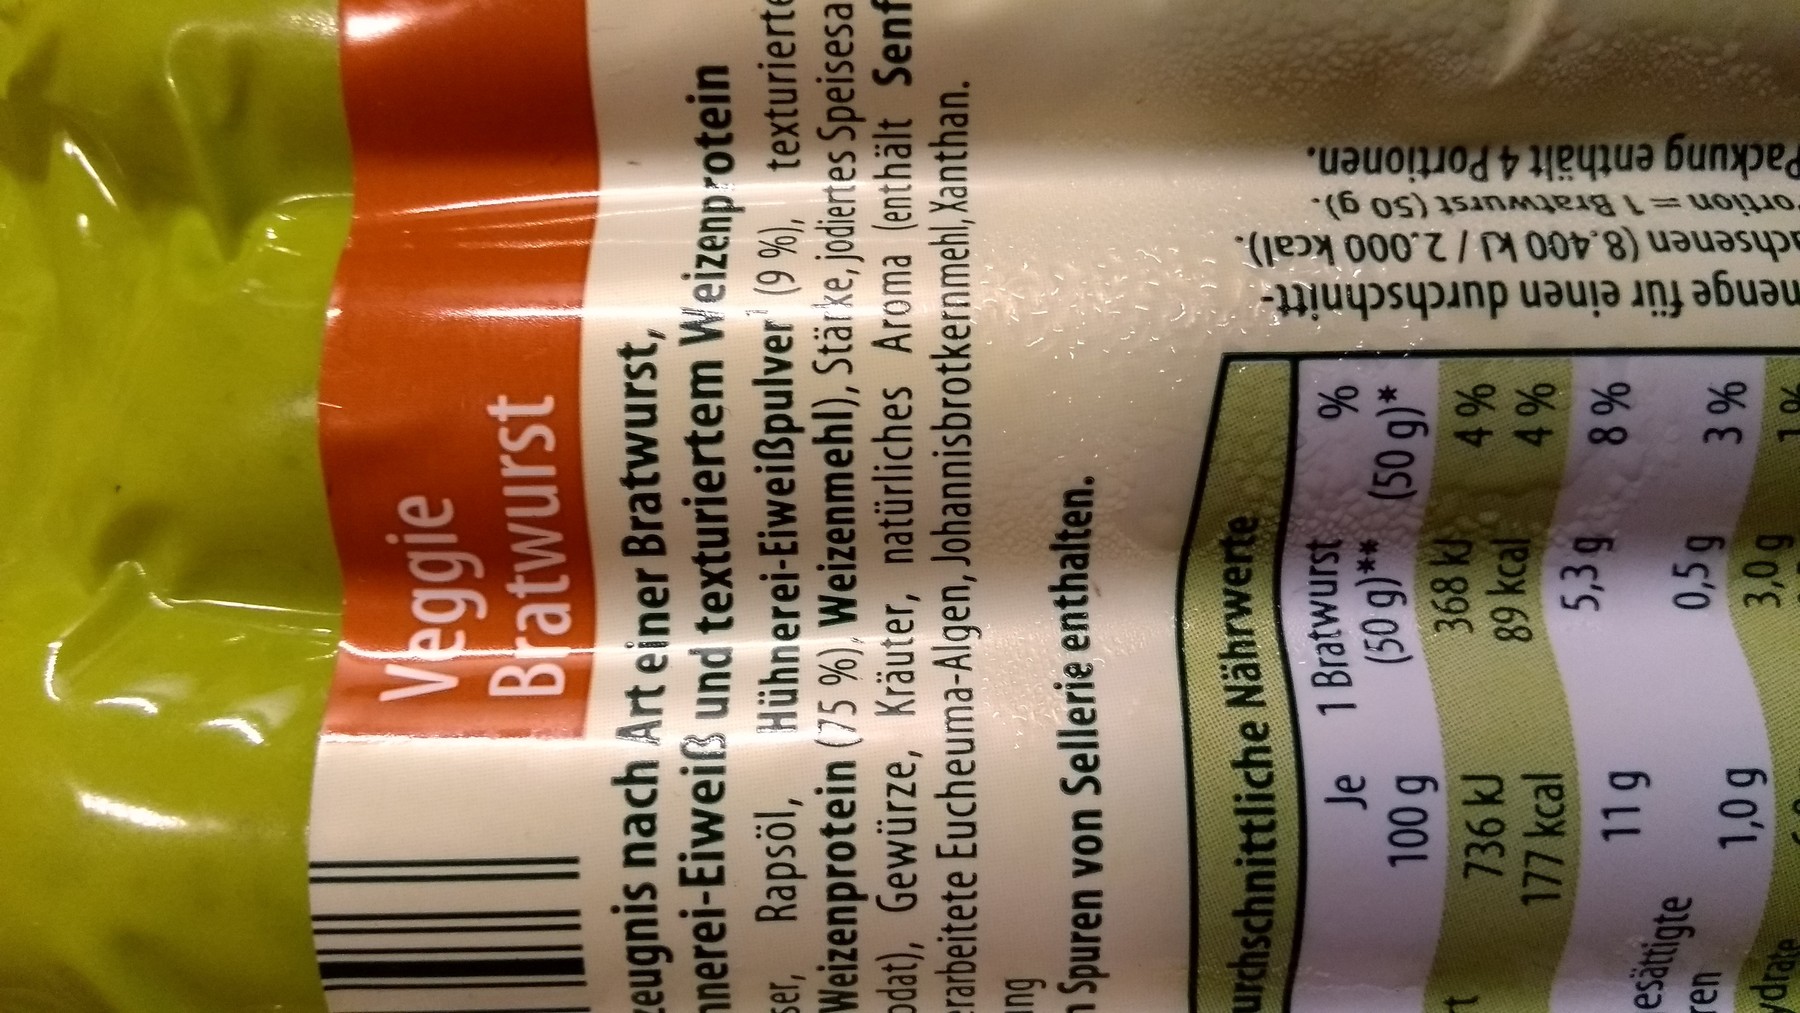 Veggie
Bratwurst
zeugnis nach Art einer Bratwurst,
nnerei-Eiweiß und texturiertem Weizenprotein
ser, Rapsöl, Hühnerei-Eiweißpulver¹ (9 %), texturierte
Weizenprotein (75 %), Weizenmehl), Stärke, jodiertes Speisesa
odat), Gewürze, Kräuter, natürliches Aroma (enthält Senf
erarbeitete Eucheuma-Algen, Johannisbrotkernmehl, Xanthan.
ng
n Spuren von Sellerie enthalten.
urchschnittliche Nährwerte
Je 1 Bratwurst %
100 g (50 g)** (50 g)*
t 736 kJ 368 kJ 4 %
177 kcal 89 kcal 4 %
11 g 5,3 g 8 %
esättigte
ren 1,0 g 0,5 g 3 %
ydrate 3,0 g 1 %
menge für einen durchschnitt-
achsenen (8.400 kJ / 2.000 kcal).
ortion = 1 Bratwurst (50 g).
Packung enthält 4 Portionen.